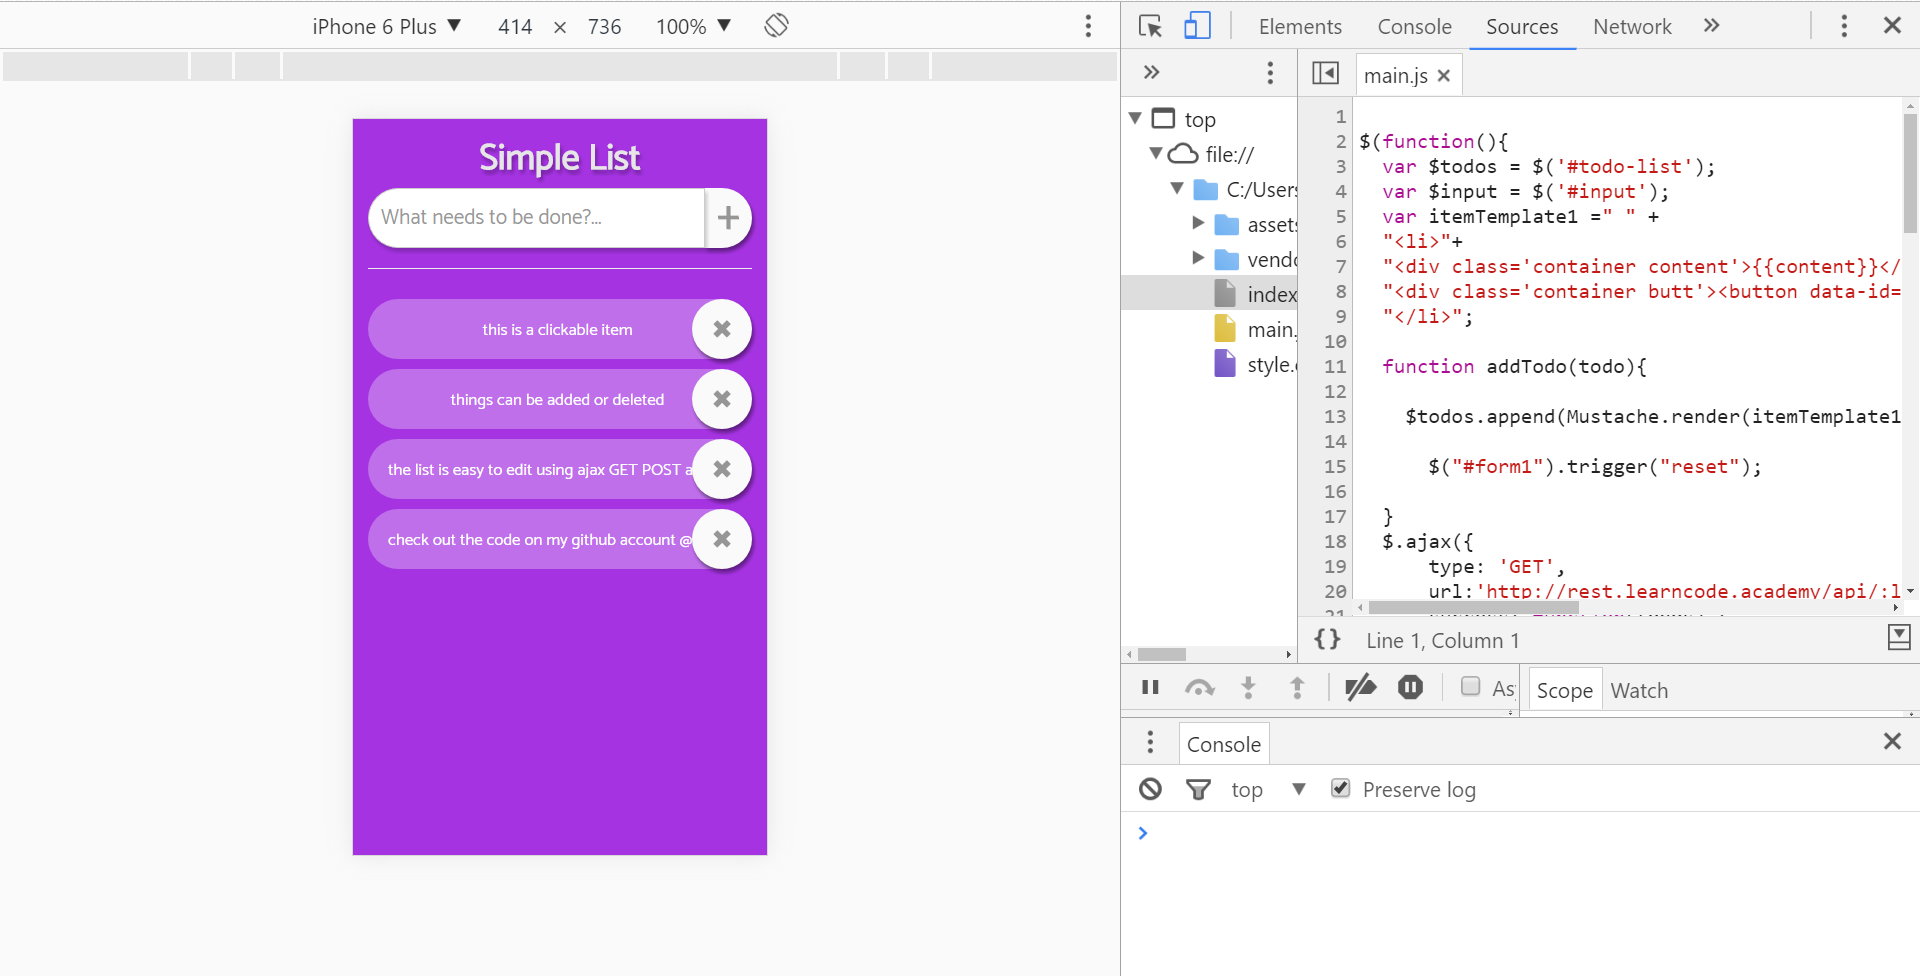 iPhone 6 Plus ▼ 414 × 736 100% ▼
Elements Console Sources Network »
main.js ×
top
file://
C:/Users
assets
vendo
index
main.
style.
Simple List
What needs to be done?...
+
this is a clickable item
things can be added or deleted
the list is easy to edit using ajax GET POST a
check out the code on my github account @
1
2 $(function(){
3 var $todos = $('#todo-list');
4 var $input = $('#input');
5 var itemTemplate1 =" " +
6 "<li>"+
7 "<div class='container content'>{{content}}</
8 "<div class='container butt'><button data-id=
9 "</li>";
10
11 function addTodo(todo){
12
13 $todos.append(Mustache.render(itemTemplate1
14
15 $("#form1").trigger("reset");
16
17 }
18 $.ajax({
19 type: 'GET',
20 url:'http://rest.learncode.academy/api/:l
21
{} Line 1, Column 1
As
Scope Watch
Console
top ▼ Preserve log
>